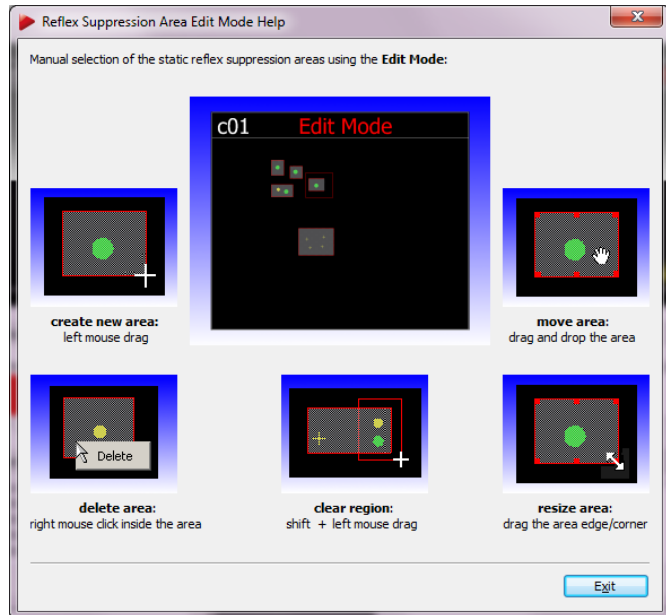 Reflex Suppression Area Edit Mode Help
Manual selection of the static reflex suppression areas using the Edit Mode:
c01 Edit Mode
create new area:
left mouse drag
move area:
drag and drop the area
Delete
delete area:
right mouse click inside the area
clear region:
shift + left mouse drag
resize area:
drag the area edge/corner
Exit